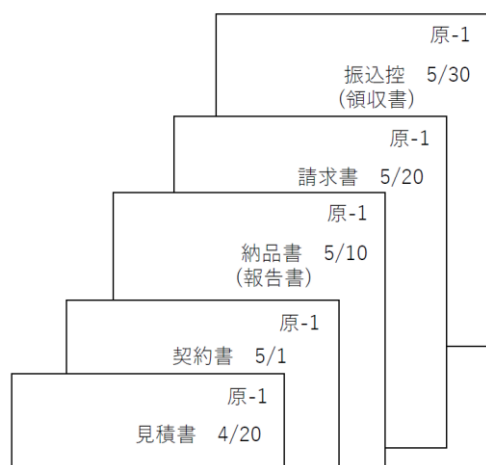 原-1
振込控　5/30
(領収書)
原-1
請求書　5/20
原-1
納品書　5/10
(報告書)
原-1
契約書　5/1
原-1
見積書　4/20